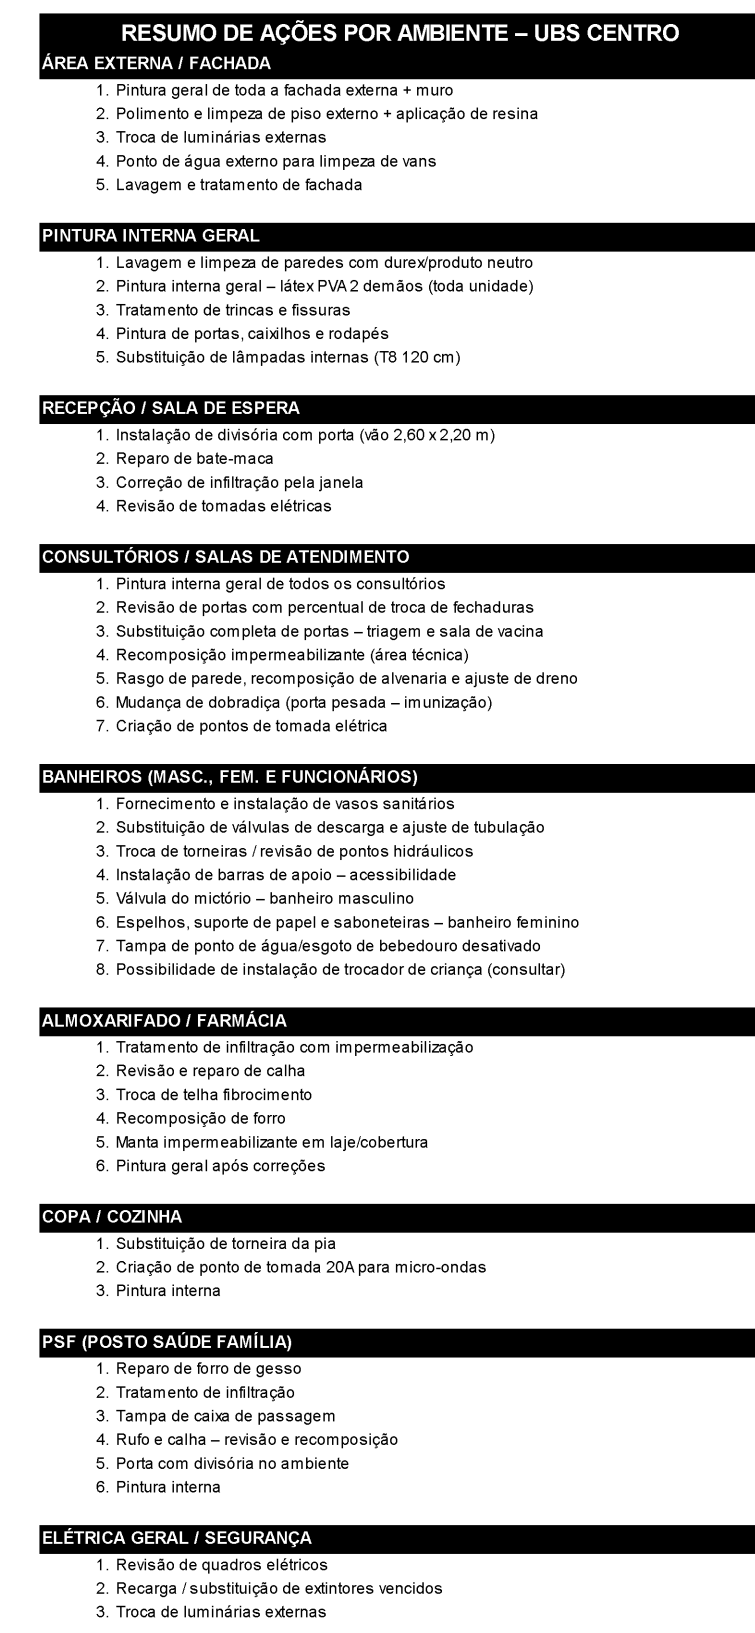 RESUMO DE AÇÕES POR AMBIENTE – UBS CENTRO
ÁREA EXTERNA / FACHADA
1. Pintura geral de toda a fachada externa + muro
2. Polimento e limpeza de piso externo + aplicação de resina
3. Troca de luminárias externas
4. Ponto de água externo para limpeza de vans
5. Lavagem e tratamento de fachada
PINTURA INTERNA GERAL
1. Lavagem e limpeza de paredes com durex/produto neutro
2. Pintura interna geral – látex PVA 2 demãos (toda unidade)
3. Tratamento de trincas e fissuras
4. Pintura de portas, caixilhos e rodapés
5. Substituição de lâmpadas internas (T8 120 cm)
RECEPÇÃO / SALA DE ESPERA
1. Instalação de divisória com porta (vão 2,60 x 2,20 m)
2. Reparo de bate-maca
3. Correção de infiltração pela janela
4. Revisão de tomadas elétricas
CONSULTÓRIOS / SALAS DE ATENDIMENTO
1. Pintura interna geral de todos os consultórios
2. Revisão de portas com percentual de troca de fechaduras
3. Substituição completa de portas – triagem e sala de vacina
4. Recomposição impermeabilizante (área técnica)
5. Rasgo de parede, recomposição de alvenaria e ajuste de dreno
6. Mudança de dobradiça (porta pesada – imunização)
7. Criação de pontos de tomada elétrica
BANHEIROS (MASC., FEM. E FUNCIONÁRIOS)
1. Fornecimento e instalação de vasos sanitários
2. Substituição de válvulas de descarga e ajuste de tubulação
3. Troca de torneiras / revisão de pontos hidráulicos
4. Instalação de barras de apoio – acessibilidade
5. Válvula do mictório – banheiro masculino
6. Espelhos, suporte de papel e saboneteiras – banheiro feminino
7. Tampa de ponto de água/esgoto de bebedouro desativado
8. Possibilidade de instalação de trocador de criança (consultar)
ALMOXARIFADO / FARMÁCIA
1. Tratamento de infiltração com impermeabilização
2. Revisão e reparo de calha
3. Troca de telha fibrocimento
4. Recomposição de forro
5. Manta impermeabilizante em laje/cobertura
6. Pintura geral após correções
COPA / COZINHA
1. Substituição de torneira da pia
2. Criação de ponto de tomada 20A para micro-ondas
3. Pintura interna
PSF (POSTO SAÚDE FAMÍLIA)
1. Reparo de forro de gesso
2. Tratamento de infiltração
3. Tampa de caixa de passagem
4. Rufo e calha – revisão e recomposição
5. Porta com divisória no ambiente
6. Pintura interna
ELÉTRICA GERAL / SEGURANÇA
1. Revisão de quadros elétricos
2. Recarga / substituição de extintores vencidos
3. Troca de luminárias externas